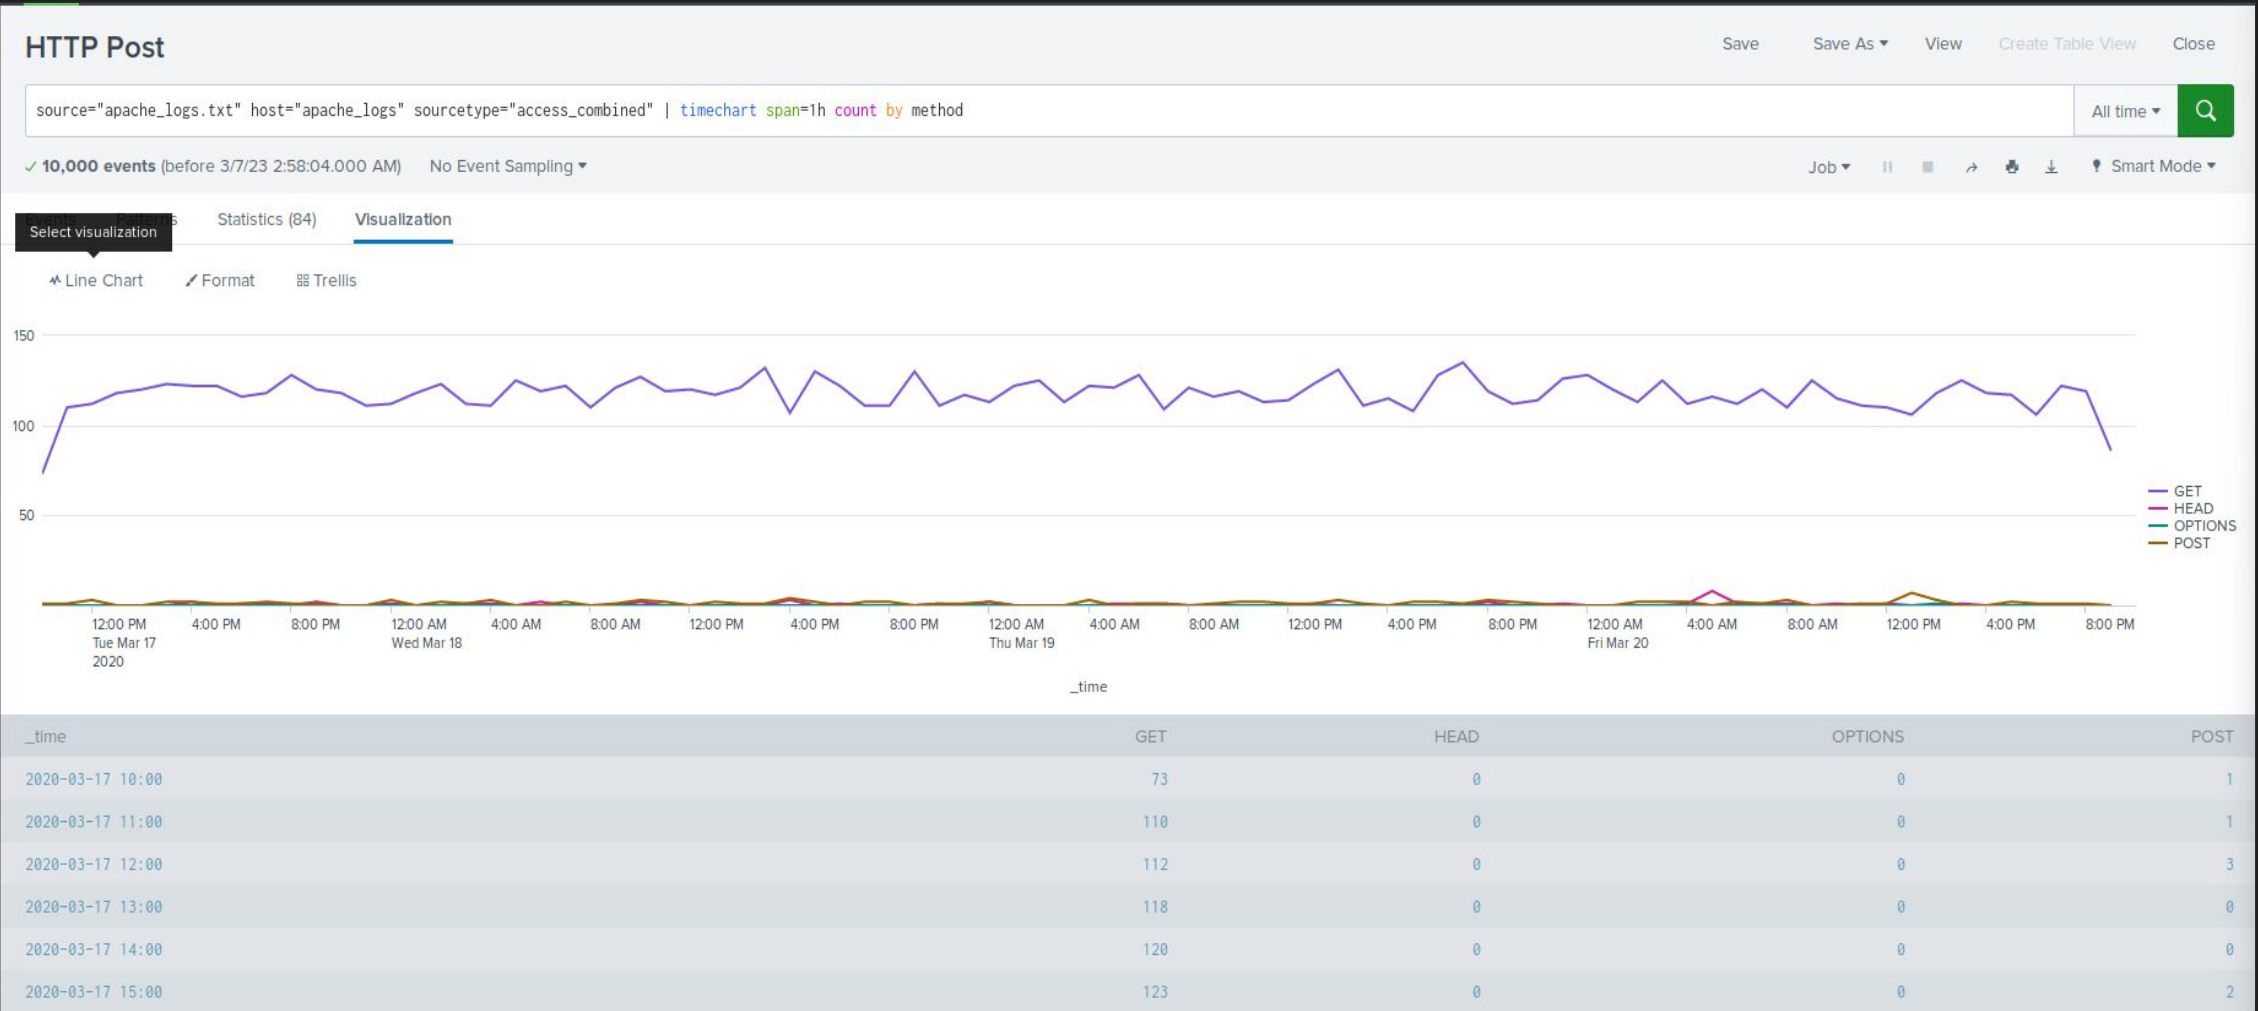 HTTP Post
Save Save As View Create Table View Close
source="apache_logs.txt" host="apache_logs" sourcetype="access_combined" | timechart span=1h count by method
All time
10,000 events (before 3/7/23 2:58:04.000 AM) No Event Sampling
Job Smart Mode
Events Patterns Statistics (84) Visualization
Select visualization
Line Chart Format Trellis
150
100
50
GET
HEAD
OPTIONS
POST
12:00 PM 4:00 PM 8:00 PM 12:00 AM 4:00 AM 8:00 AM 12:00 PM 4:00 PM 8:00 PM 12:00 AM 4:00 AM 8:00 AM 12:00 PM 4:00 PM 8:00 PM 12:00 AM 4:00 AM 8:00 AM 12:00 PM 4:00 PM 8:00 PM
Tue Mar 17 Wed Mar 18 Thu Mar 19 Fri Mar 20
2020
_time
_time GET HEAD OPTIONS POST
2020-03-17 10:00 73 0 0 1
2020-03-17 11:00 110 0 0 1
2020-03-17 12:00 112 0 0 3
2020-03-17 13:00 118 0 0 0
2020-03-17 14:00 120 0 0 0
2020-03-17 15:00 123 0 0 2